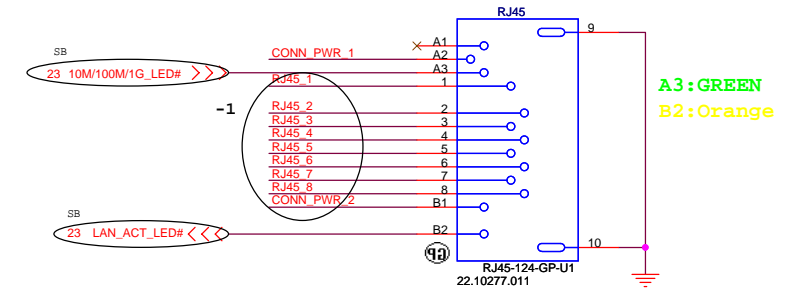 RJ45
9
A1
SB
CONN_PWR_1
A2
23 10M/100M/1G_LED#
A3
A3:GREEN
RJ45_1
1
B2:Orange
-1
RJ45_2
2
RJ45_3
3
RJ45_4
4
RJ45_5
5
RJ45_6
6
RJ45_7
7
RJ45_8
8
CONN_PWR_2
B1
SB
23 LAN_ACT_LED#
B2
10
GP
RJ45-124-GP-U1
22.10277.011